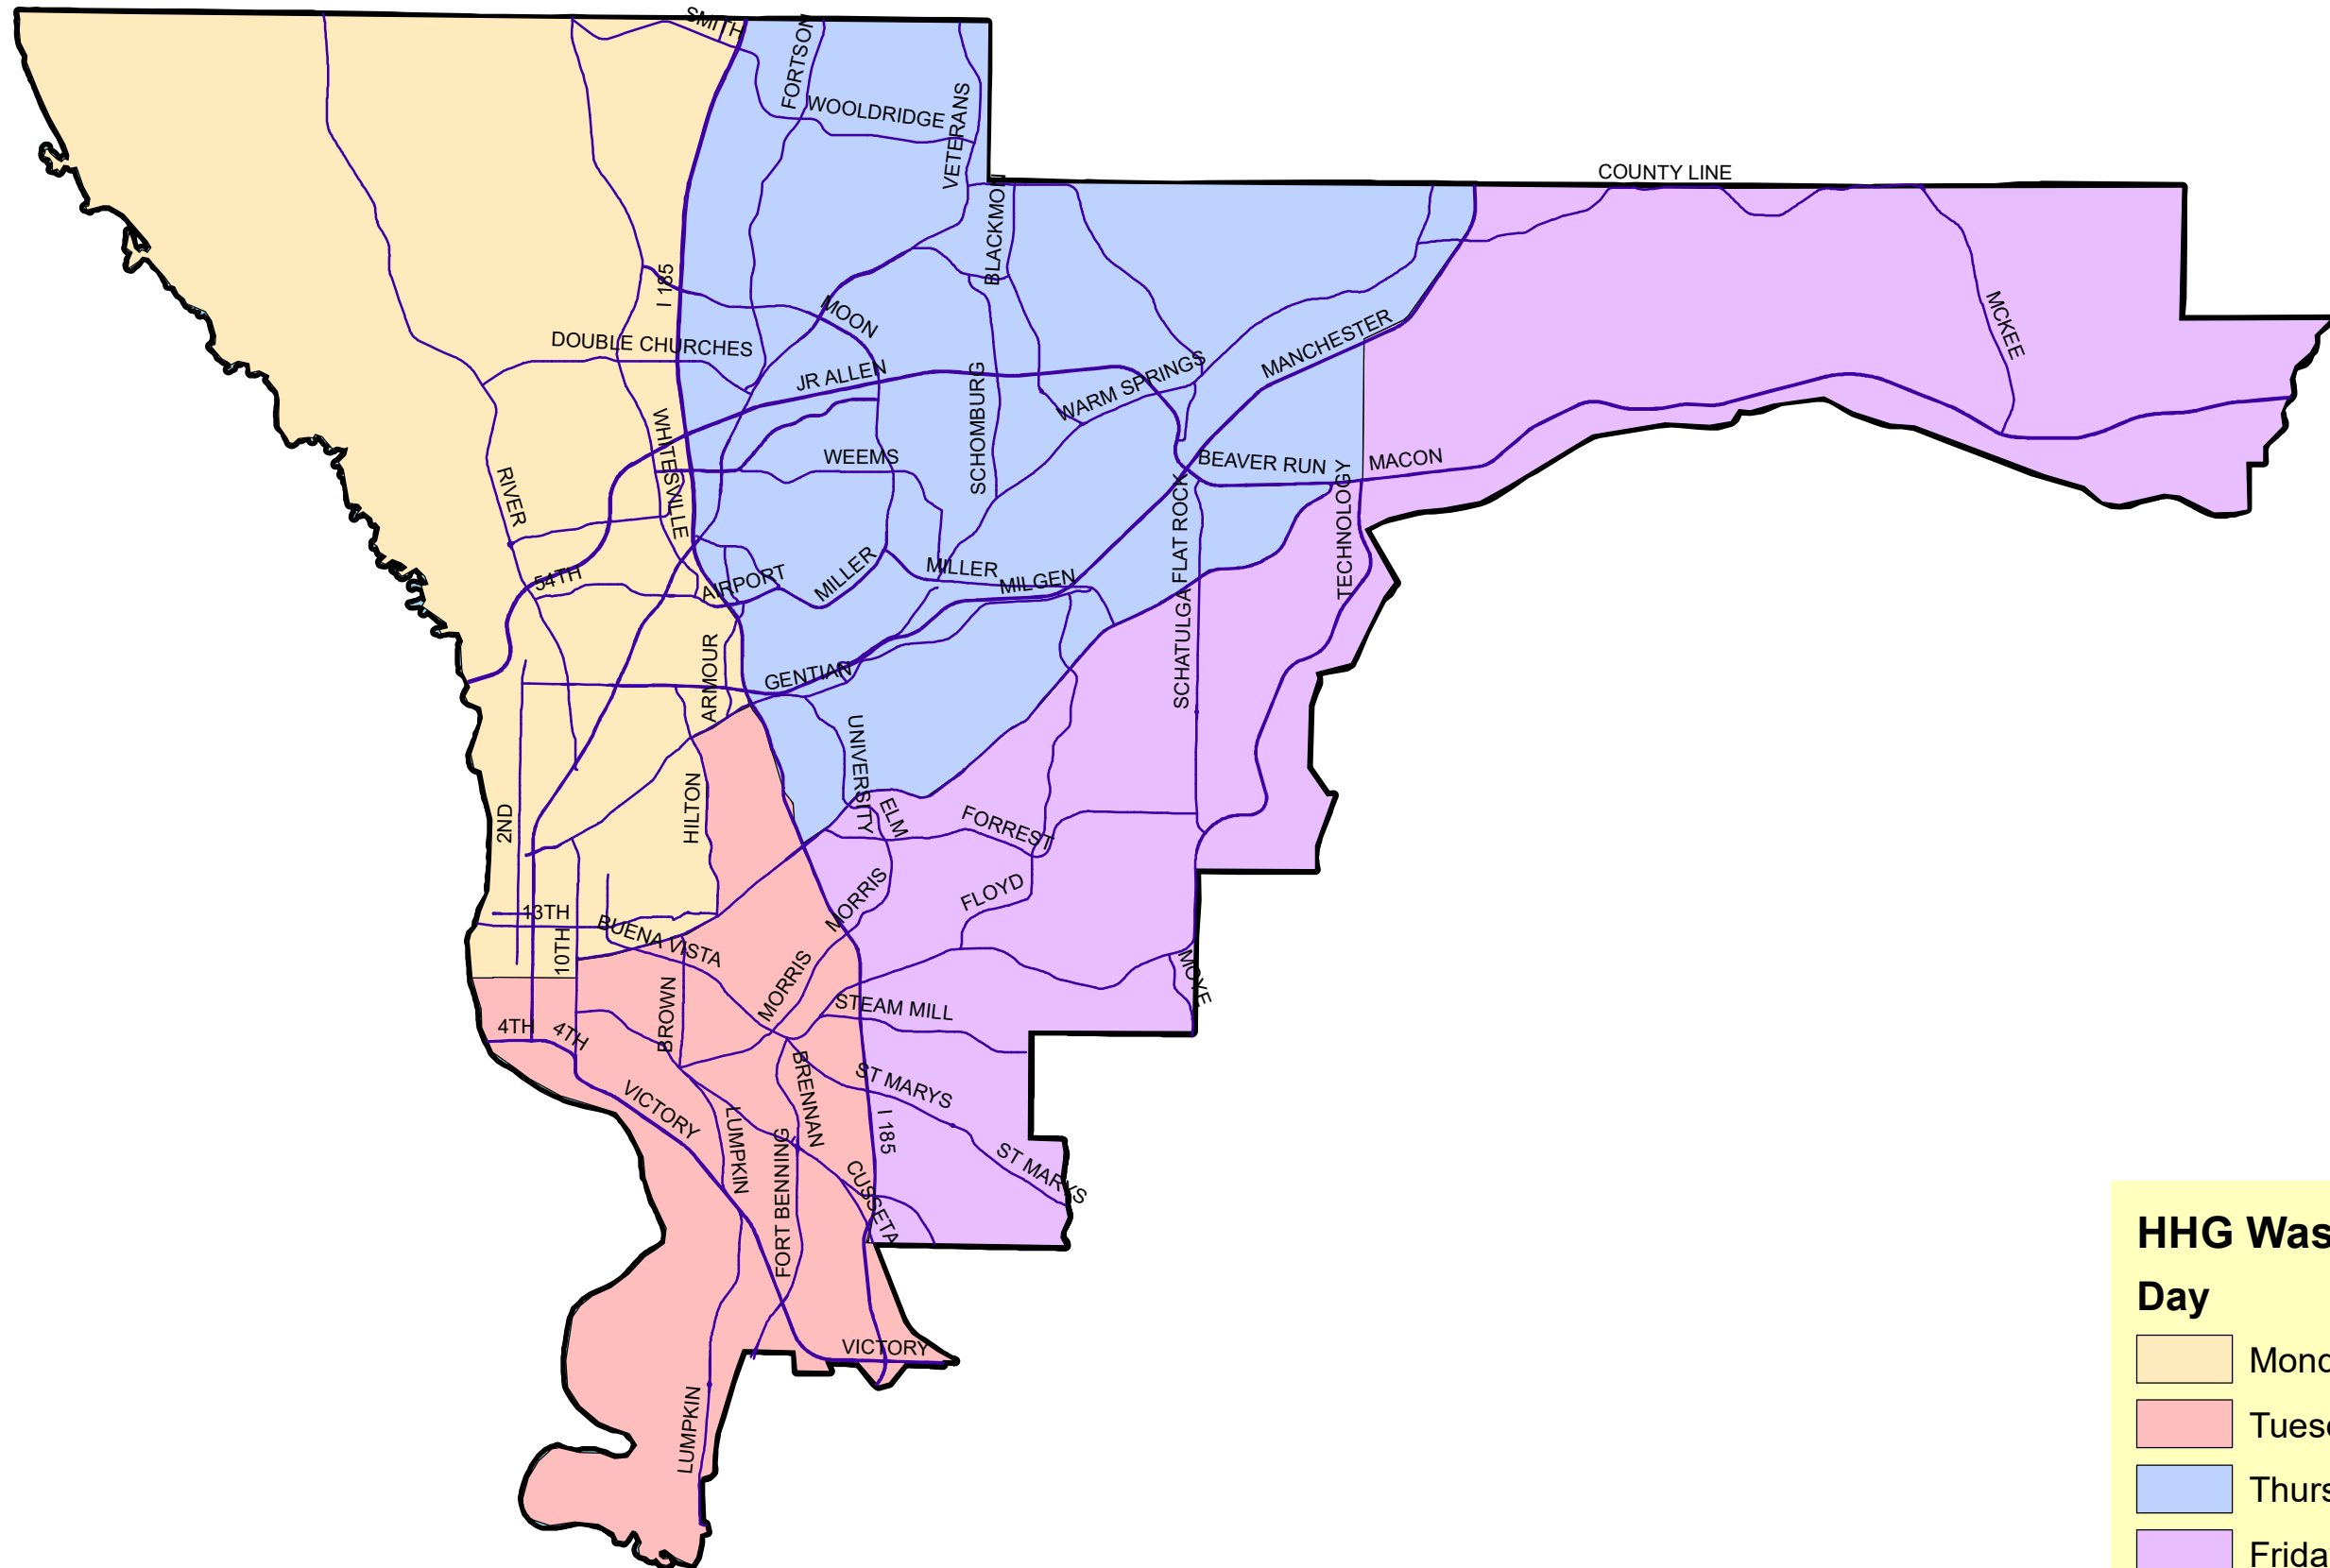 SMITH
FORTSON
WOOLDRIDGE
VETERANS
COUNTY LINE
BLACKMON
I 185
MOON
MCKEE
DOUBLE CHURCHES
MANCHESTER
JR ALLEN
WARM SPRINGS
SCHOMBURG
WHITESVILLE
WEEMS
BEAVER RUN
MACON
RIVER
SCHATULGA FLAT ROCK
TECHNOLOGY
54TH
AIRPORT
MILLER
MILLER
MILGEN
ARMOUR
GENTIAN
UNIVERSITY
2ND
HILTON
ELM
FORREST
MORRIS
FLOYD
13TH
10TH
BUENA VISTA
BROWN
MORRIS
STEAM MILL
MOYE
4TH
4TH
VICTORY
LUMPKIN
BRENNAN
ST MARYS
I 185
FORT BENNING
CUSSETA
ST MARYS
VICTORY
LUMPKIN
HHG Was
Day
Mond
Tues
Thurs
Frida